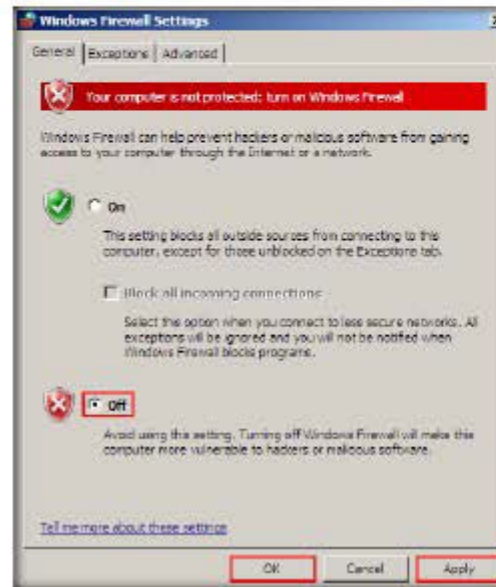 Windows Firewall Settings
General Exceptions Advanced
Your computer is not protected: turn on Windows Firewall
Windows Firewall can help prevent hackers or malicious software from gaining
access to your computer through the Internet or a network.
On
This setting blocks all outside sources from connecting to this
computer, except for those unblocked on the Exceptions tab.
Block all incoming connections
Select this option when you connect to less secure networks. All
exceptions will be ignored and you will not be notified when
Windows Firewall blocks programs.
Off
Avoid using this setting. Turning off Windows Firewall will make this
computer more vulnerable to hackers or malicious software.
Tell me more about these settings
OK Cancel Apply